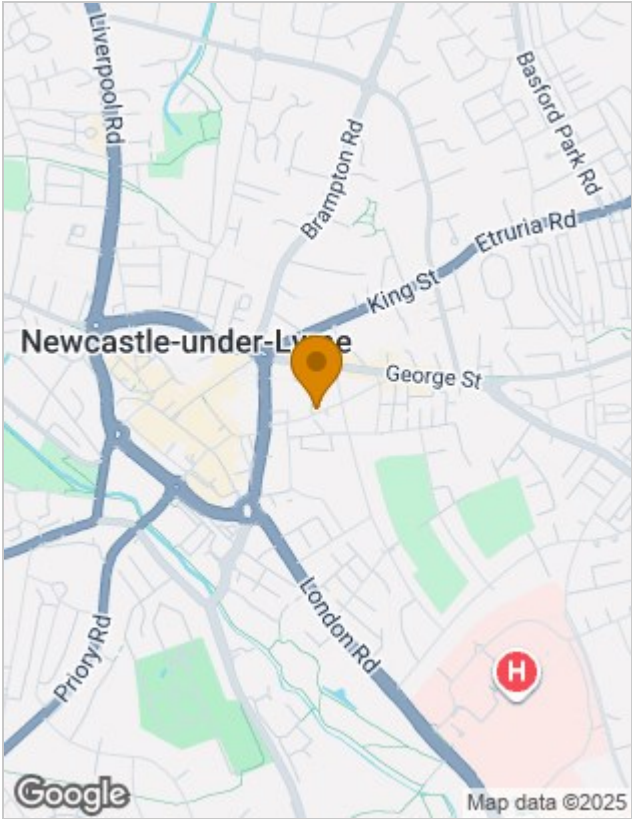 Liverpool Rd
Basford Park Rd
Brampton Rd
Etruria Rd
King St
Newcastle-under-Lyme
George St
London Rd
Priory Rd
H
Google
Map data ©2025